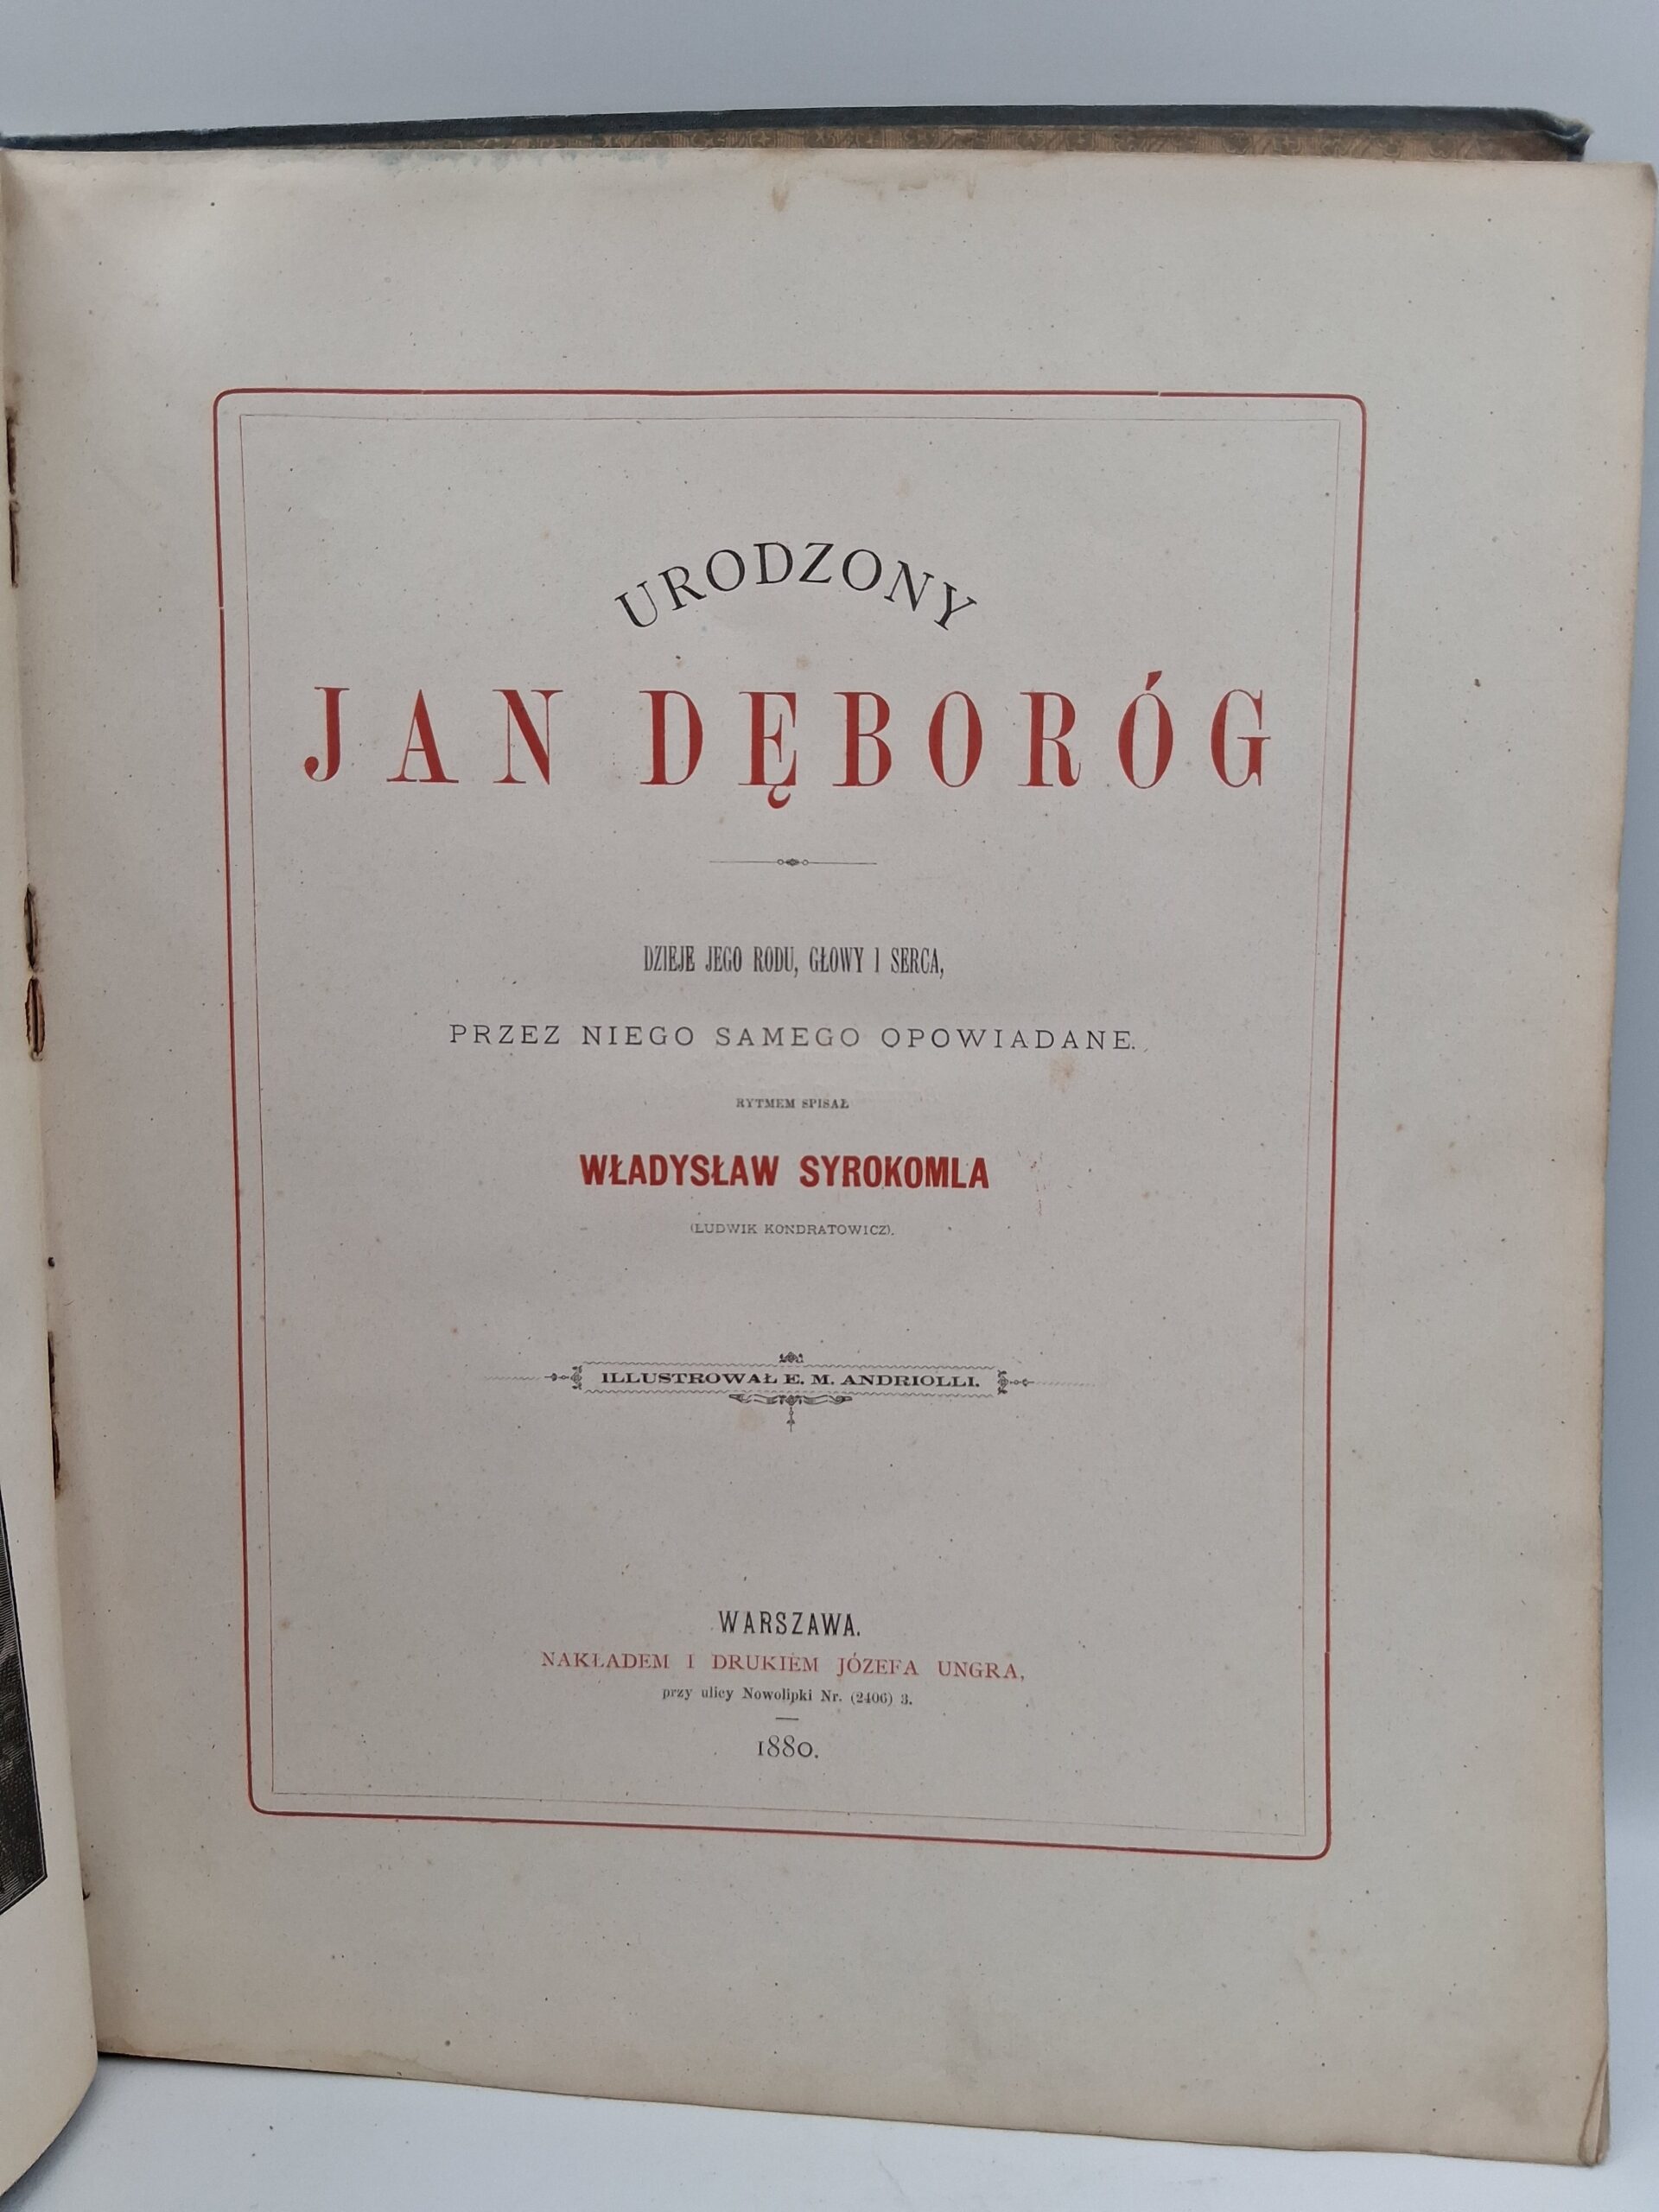 URODZONY
JAN DĘBORÓG
DZIEJE JEGO RODU, GŁOWY I SERCA,
PRZEZ NIEGO SAMEGO OPOWIADANE.
RYTMEM SPISAŁ
WŁADYSŁAW SYROKOMLA
(LUDWIK KONDRATOWICZ).
ILLUSTROWAŁ E. M. ANDRIOLLI.
WARSZAWA.
NAKŁADEM I DRUKIEM JÓZEFA UNGRA,
przy ulicy Nowolipki Nr. (2406) 3.
1880.